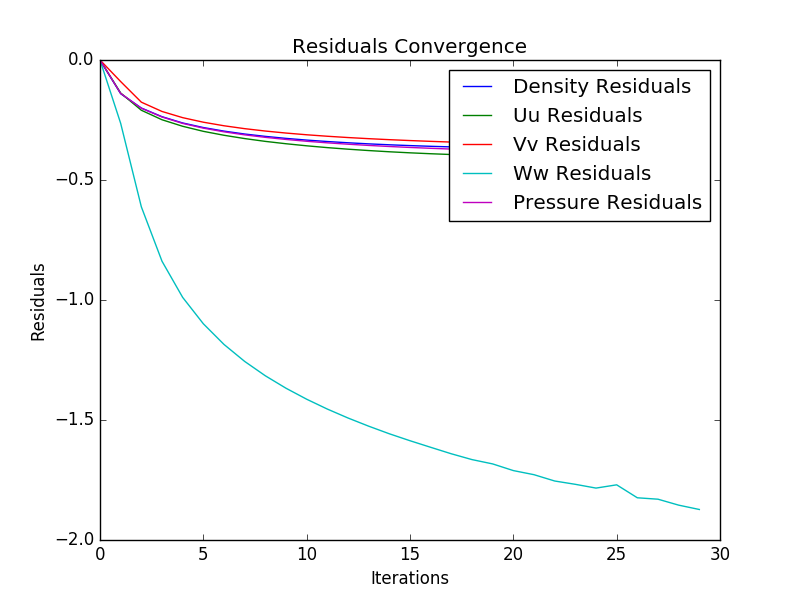 Residuals Convergence
0.0
−0.5
−1.0
−1.5
−2.0
Residuals
Density Residuals
Uu Residuals
Vv Residuals
Ww Residuals
Pressure Residuals
0 5 10 15 20 25 30
Iterations